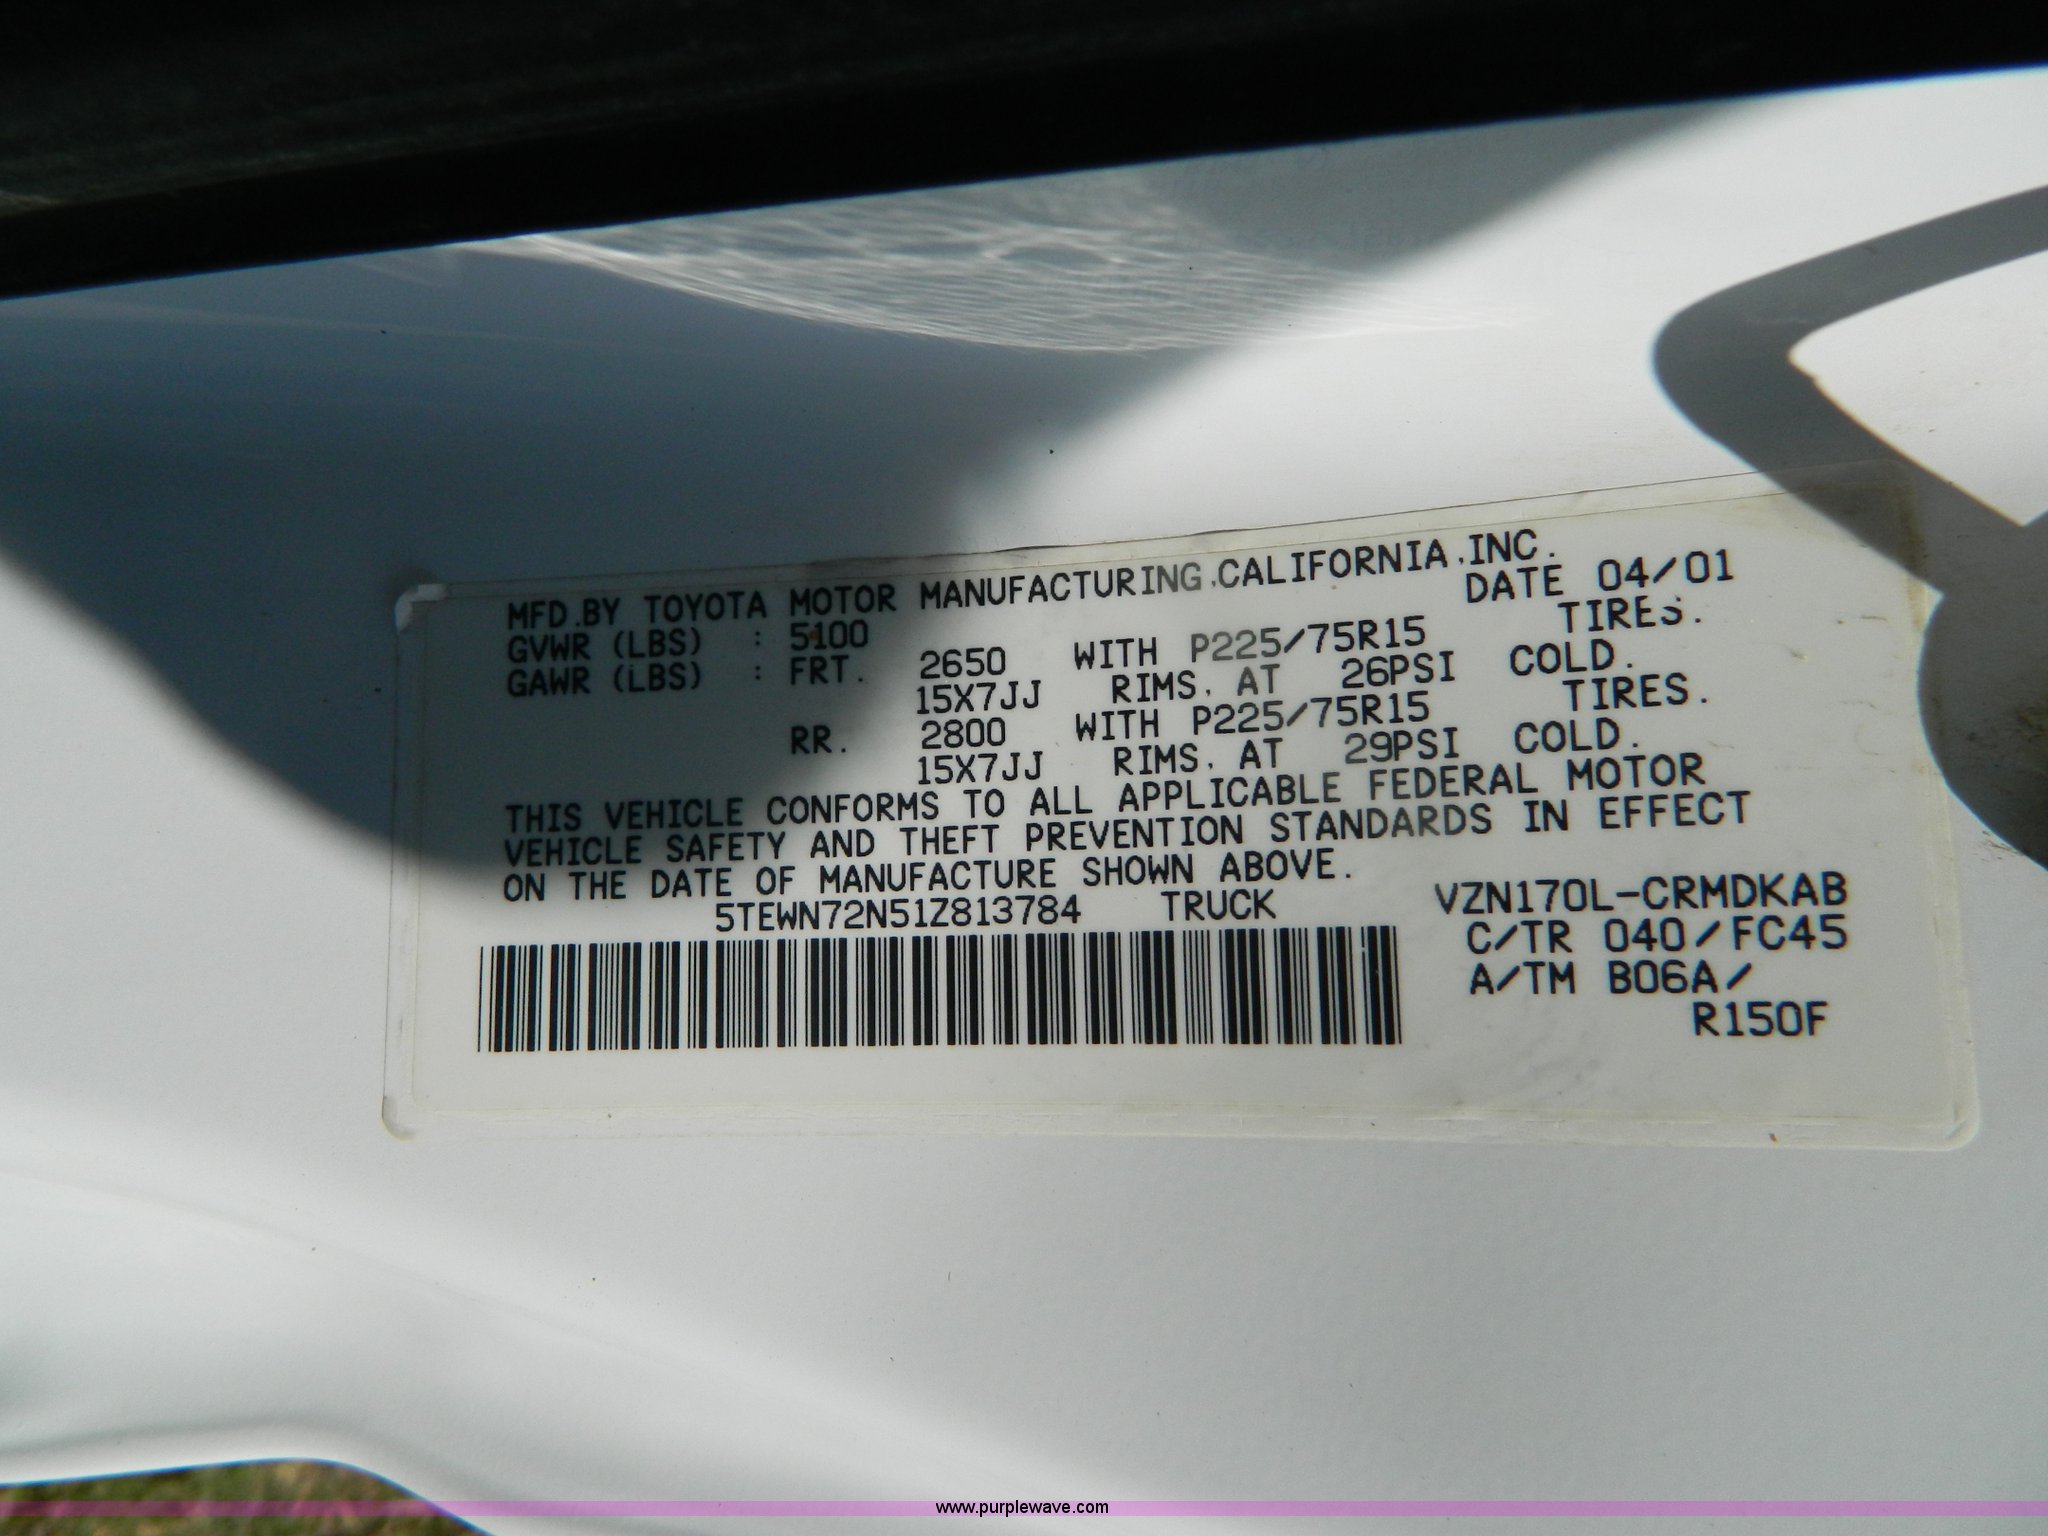 MFD.BY TOYOTA MOTOR MANUFACTURING,CALIFORNIA,INC.
DATE 04/01
GVWR (LBS) : 5100
GAWR (LBS) : FRT. 2650 WITH P225/75R15 TIRES.
15X7JJ RIMS, AT 26PSI COLD.
RR. 2800 WITH P225/75R15 TIRES.
15X7JJ RIMS, AT 29PSI COLD.
THIS VEHICLE CONFORMS TO ALL APPLICABLE FEDERAL MOTOR
VEHICLE SAFETY AND THEFT PREVENTION STANDARDS IN EFFECT
ON THE DATE OF MANUFACTURE SHOWN ABOVE.
5TEWN72N51Z813784 TRUCK VZN170L-CRMDKAB
C/TR 040/FC45
A/TM B06A/
R150F
www.purplewave.com